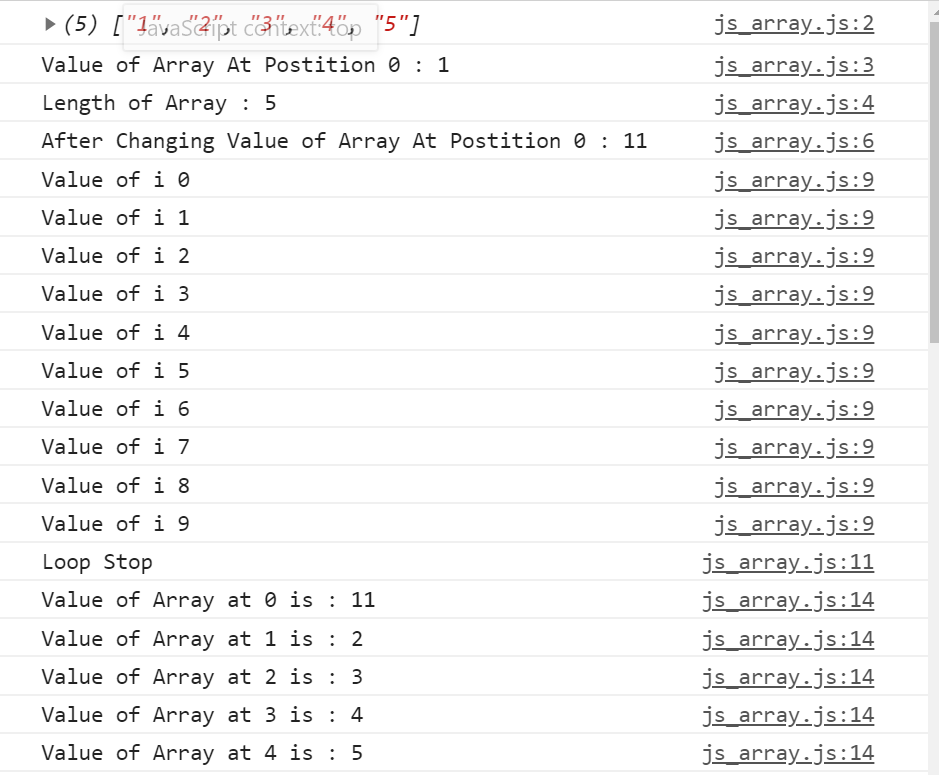 ▶ (5) ["1", "2", "3", "4", "5"] js_array.js:2
JavaScript context: top
Value of Array At Postition 0 : 1 js_array.js:3
Length of Array : 5 js_array.js:4
After Changing Value of Array At Postition 0 : 11 js_array.js:6
Value of i 0 js_array.js:9
Value of i 1 js_array.js:9
Value of i 2 js_array.js:9
Value of i 3 js_array.js:9
Value of i 4 js_array.js:9
Value of i 5 js_array.js:9
Value of i 6 js_array.js:9
Value of i 7 js_array.js:9
Value of i 8 js_array.js:9
Value of i 9 js_array.js:9
Loop Stop js_array.js:11
Value of Array at 0 is : 11 js_array.js:14
Value of Array at 1 is : 2 js_array.js:14
Value of Array at 2 is : 3 js_array.js:14
Value of Array at 3 is : 4 js_array.js:14
Value of Array at 4 is : 5 js_array.js:14